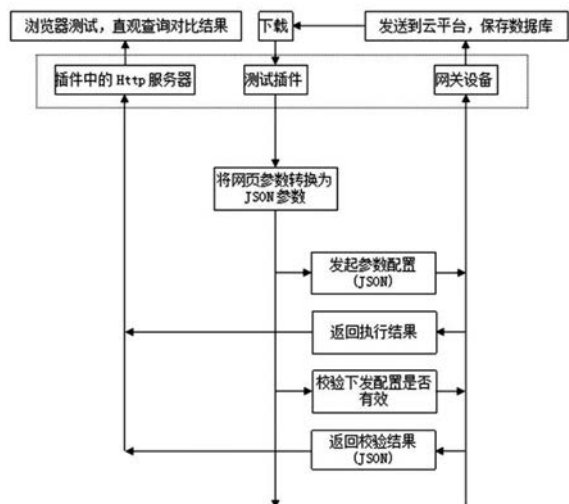 浏览器测试，直观查询对比结果
下载
发送到云平台，保存数据库
插件中的Http服务器
测试插件
网关设备
将网页参数转换为
JSON参数
发起参数配置
(JSON)
返回执行结果
校验下发配置是否
有效
返回校验结果
(JSON)